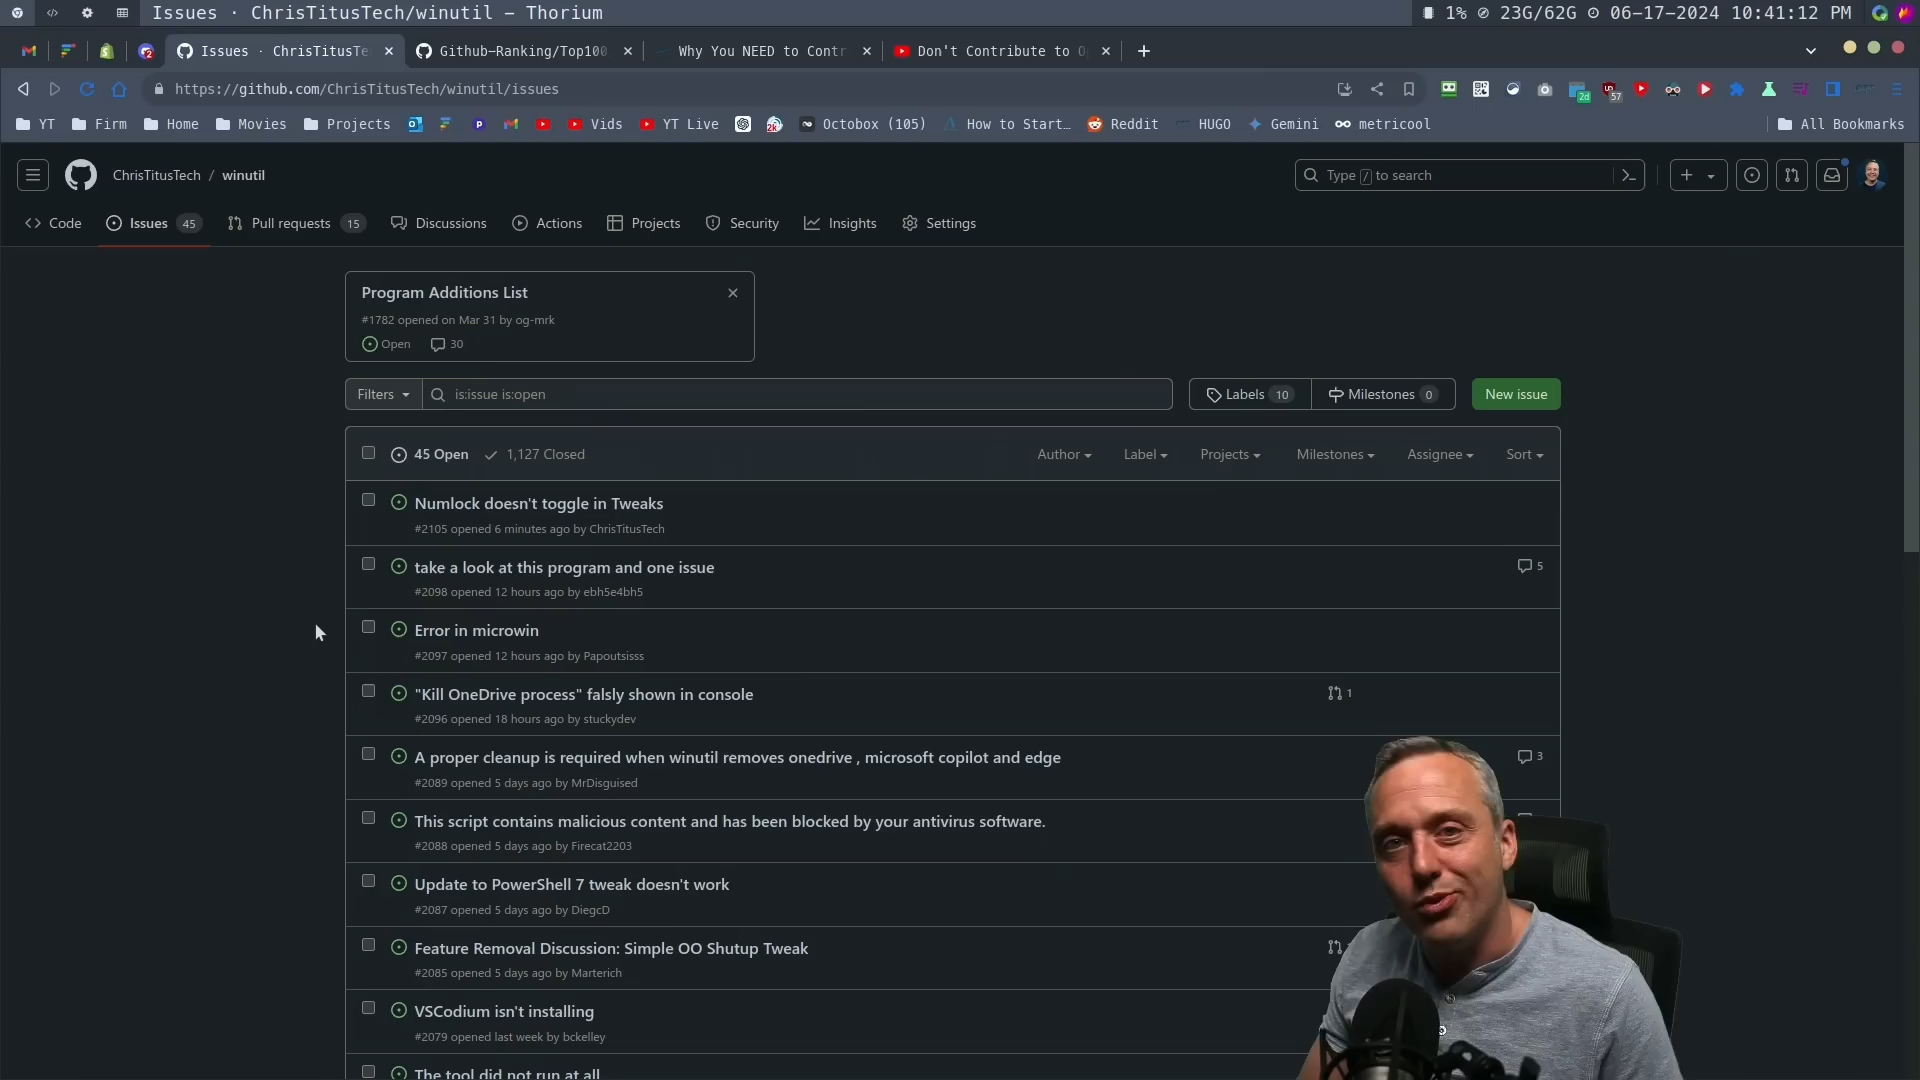 Issues · ChrisTitusTech/winutil – Thorium
1% 23G/62G 06-17-2024 10:41:12 PM
Issues · ChrisTitusTe
Github-Ranking/Top100
Why You NEED to Contr
Don't Contribute to O
https://github.com/ChrisTitusTech/winutil/issues
2d
57
YT Firm Home Movies Projects Vids YT Live Octobox (105) How to Start… Reddit HUGO Gemini metricool All Bookmarks
ChrisTitusTech / winutil
Type / to search
Code Issues 45 Pull requests 15 Discussions Actions Projects Security Insights Settings
Program Additions List
#1782 opened on Mar 31 by og-mrk
Open 30
Filters is:issue is:open Labels 10 Milestones 0 New issue
45 Open 1,127 Closed Author Label Projects Milestones Assignee Sort
Numlock doesn't toggle in Tweaks
#2105 opened 6 minutes ago by ChrisTitusTech
take a look at this program and one issue 5
#2098 opened 12 hours ago by ebh5e4bh5
Error in microwin
#2097 opened 12 hours ago by Papoutsisss
"Kill OneDrive process" falsly shown in console 1
#2096 opened 18 hours ago by stuckydev
A proper cleanup is required when winutil removes onedrive , microsoft copilot and edge 3
#2089 opened 5 days ago by MrDisguised
This script contains malicious content and has been blocked by your antivirus software.
#2088 opened 5 days ago by Firecat2203
Update to PowerShell 7 tweak doesn't work
#2087 opened 5 days ago by DiegcD
Feature Removal Discussion: Simple OO Shutup Tweak
#2085 opened 5 days ago by Marterich
VSCodium isn't installing
#2079 opened last week by bckelley
The tool did not run at all